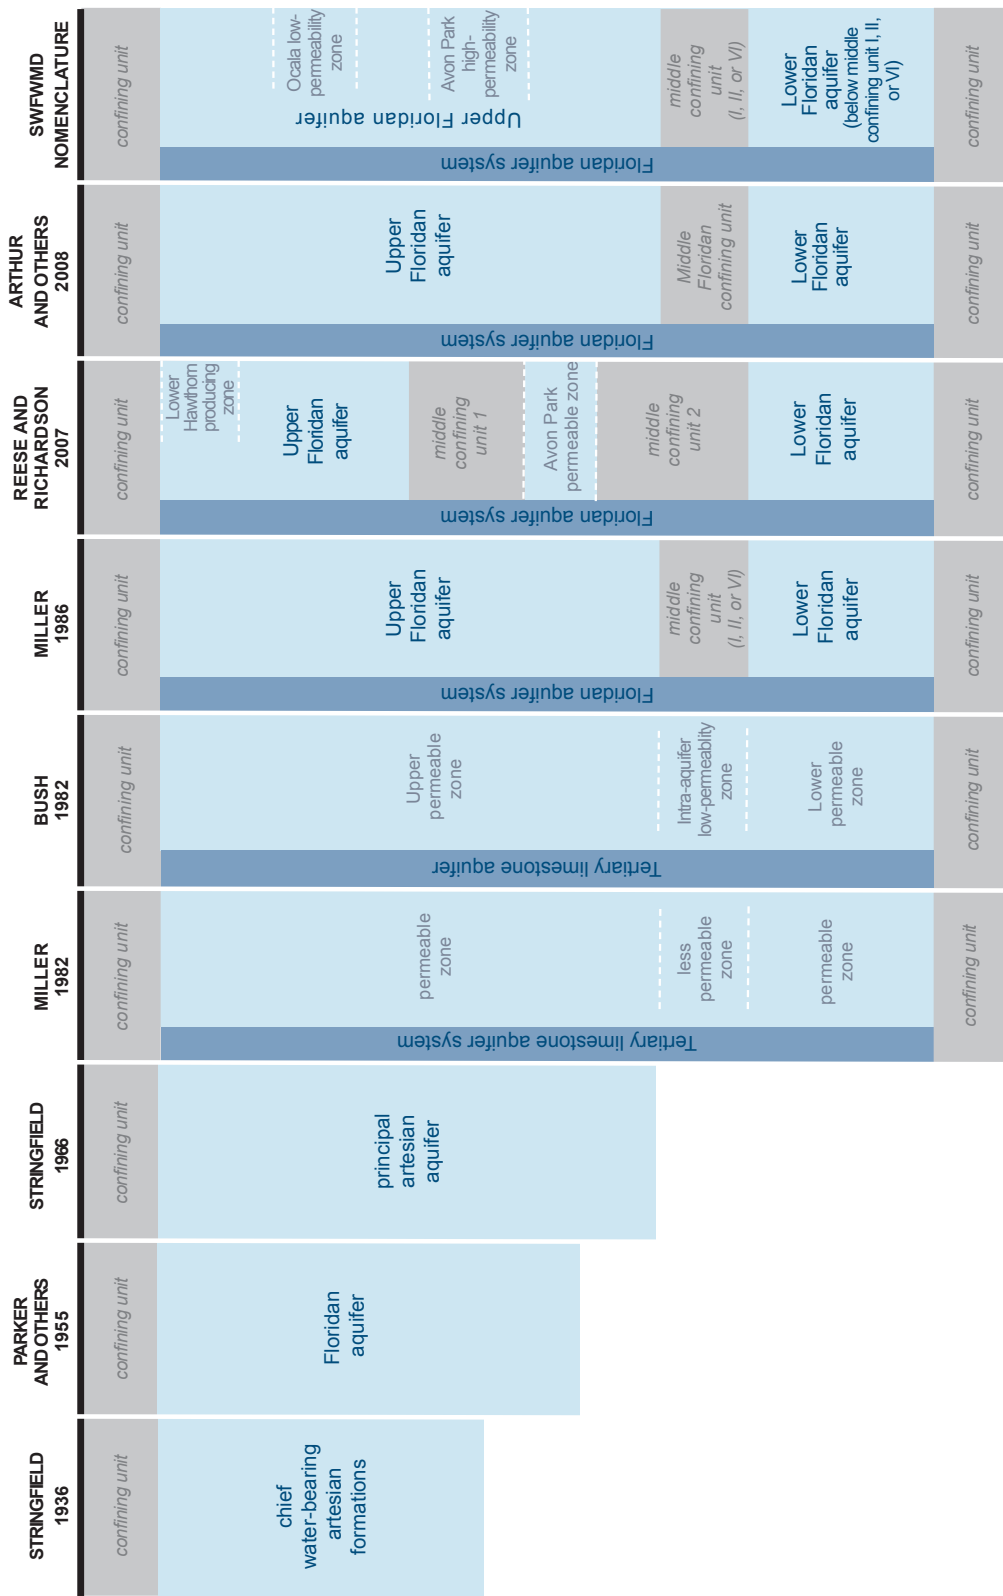 STRINGFIELD
1936
confining unit
chief
water-bearing
artesian
formations
PARKER
AND OTHERS
1955
confining unit
Floridan
aquifer
STRINGFIELD
1966
confining unit
principal
artesian
aquifer
MILLER
1982
confining unit
Tertiary limestone aquifer system
permeable
zone
less
permeable
zone
permeable
zone
confining unit
BUSH
1982
confining unit
Tertiary limestone aquifer
Upper
permeable
zone
Intra-aquifer
low-permeablity
zone
Lower
permeable
zone
confining unit
MILLER
1986
confining unit
Floridan aquifer system
Upper
Floridan
aquifer
middle
confining
unit
(I, II, or VI)
Lower
Floridan
aquifer
confining unit
REESE AND
RICHARDSON
2007
confining unit
Floridan aquifer system
Lower
Hawthorn
producing
zone
Upper
Floridan
aquifer
middle
confining
unit 1
Avon Park
permeable zone
middle
confining
unit 2
Lower
Floridan
aquifer
confining unit
ARTHUR
AND OTHERS
2008
confining unit
Floridan aquifer system
Upper
Floridan
aquifer
Middle
Floridan
confining unit
Lower
Floridan
aquifer
confining unit
SWFWMD
NOMENCLATURE
confining unit
Floridan aquifer system
Upper Floridan aquifer
Ocala low-
permeability
zone
Avon Park
high-
permeability
zone
middle
confining
unit
(I, II, or VI)
Lower
Floridan
aquifer
(below middle
confining unit I, II,
or VI)
confining unit